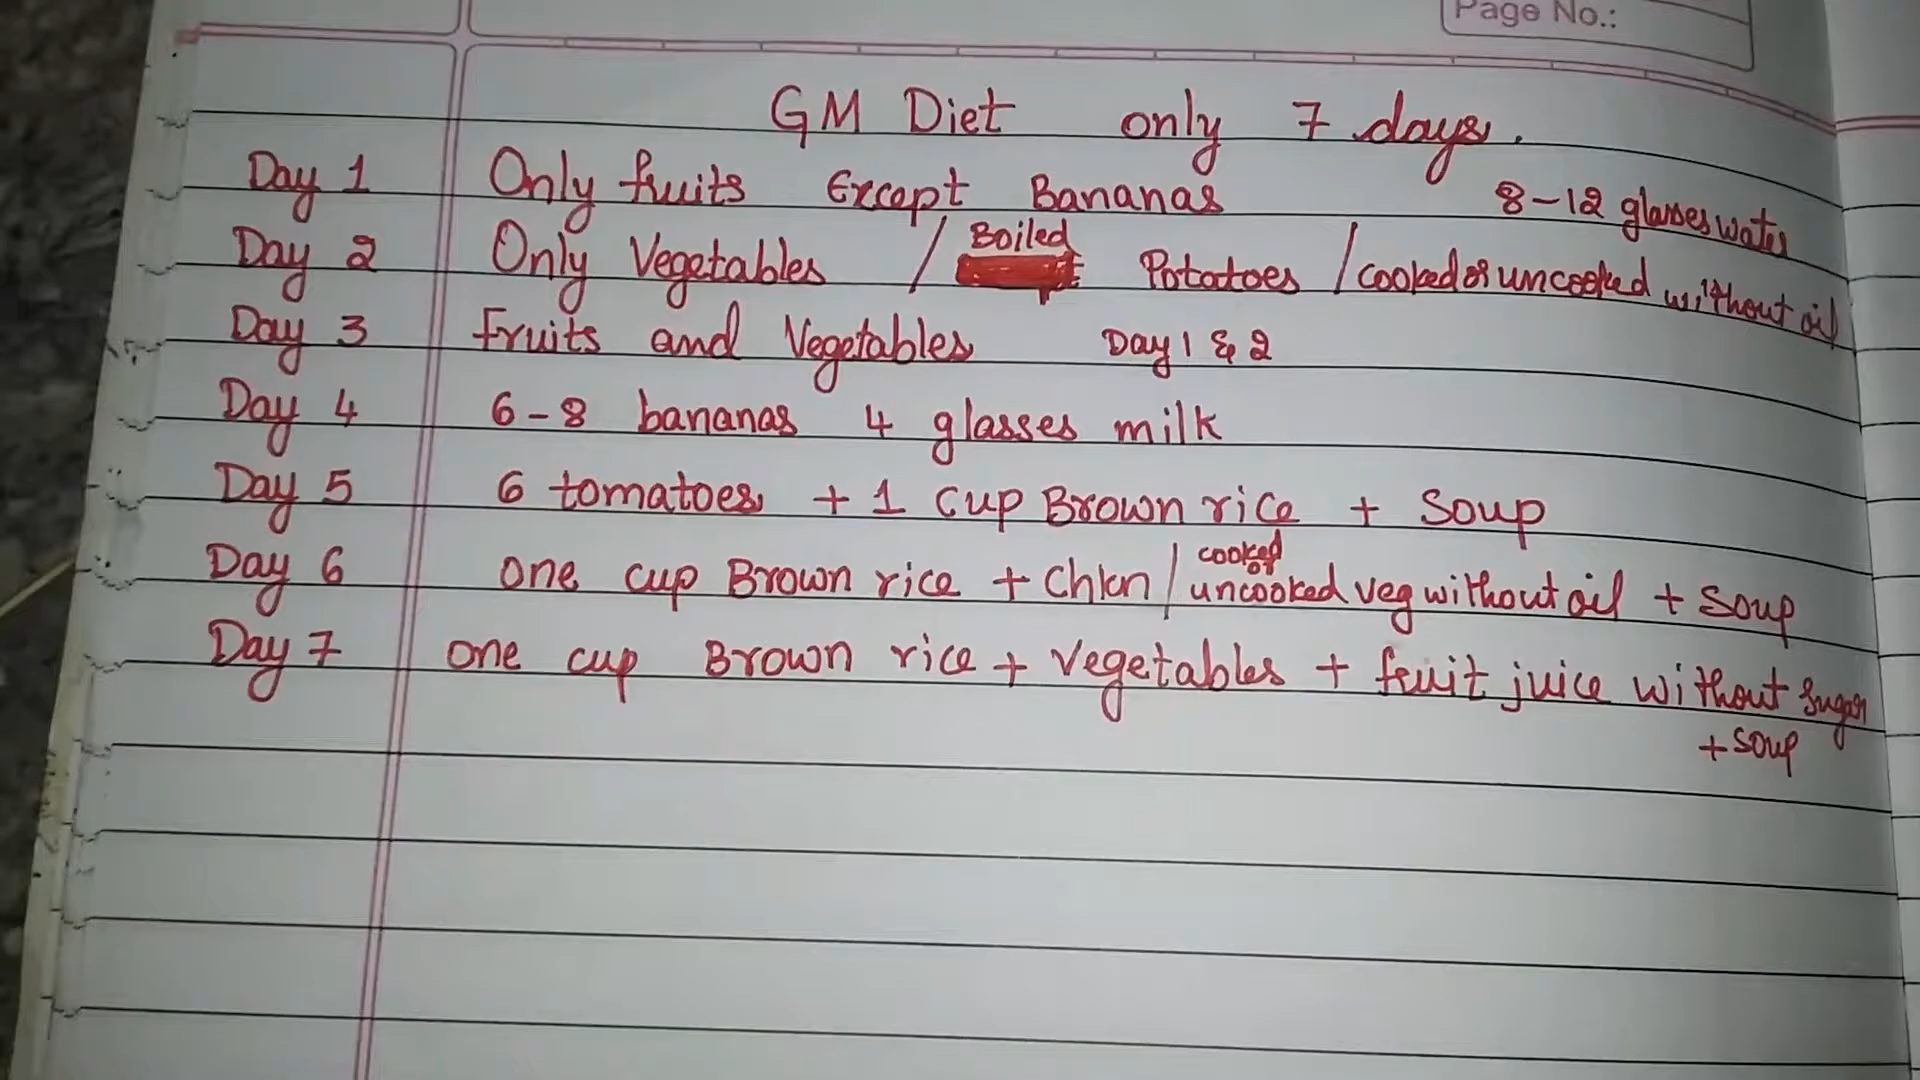 Page No.:
GM Diet only 7 days.
Day 1 Only fruits Except Bananas 8-12 glasses water
Day 2 Only Vegetables / Boiled Potatoes / cooked or uncooked without oil
Day 3 Fruits and Vegetables Day 1 & 2
Day 4 6-8 bananas 4 glasses milk
Day 5 6 tomatoes + 1 cup Brown rice + Soup
Day 6 one cup Brown rice + Chkn / cooked or uncooked veg without oil + Soup
Day 7 one cup Brown rice + Vegetables + fruit juice without sugar
+ soup